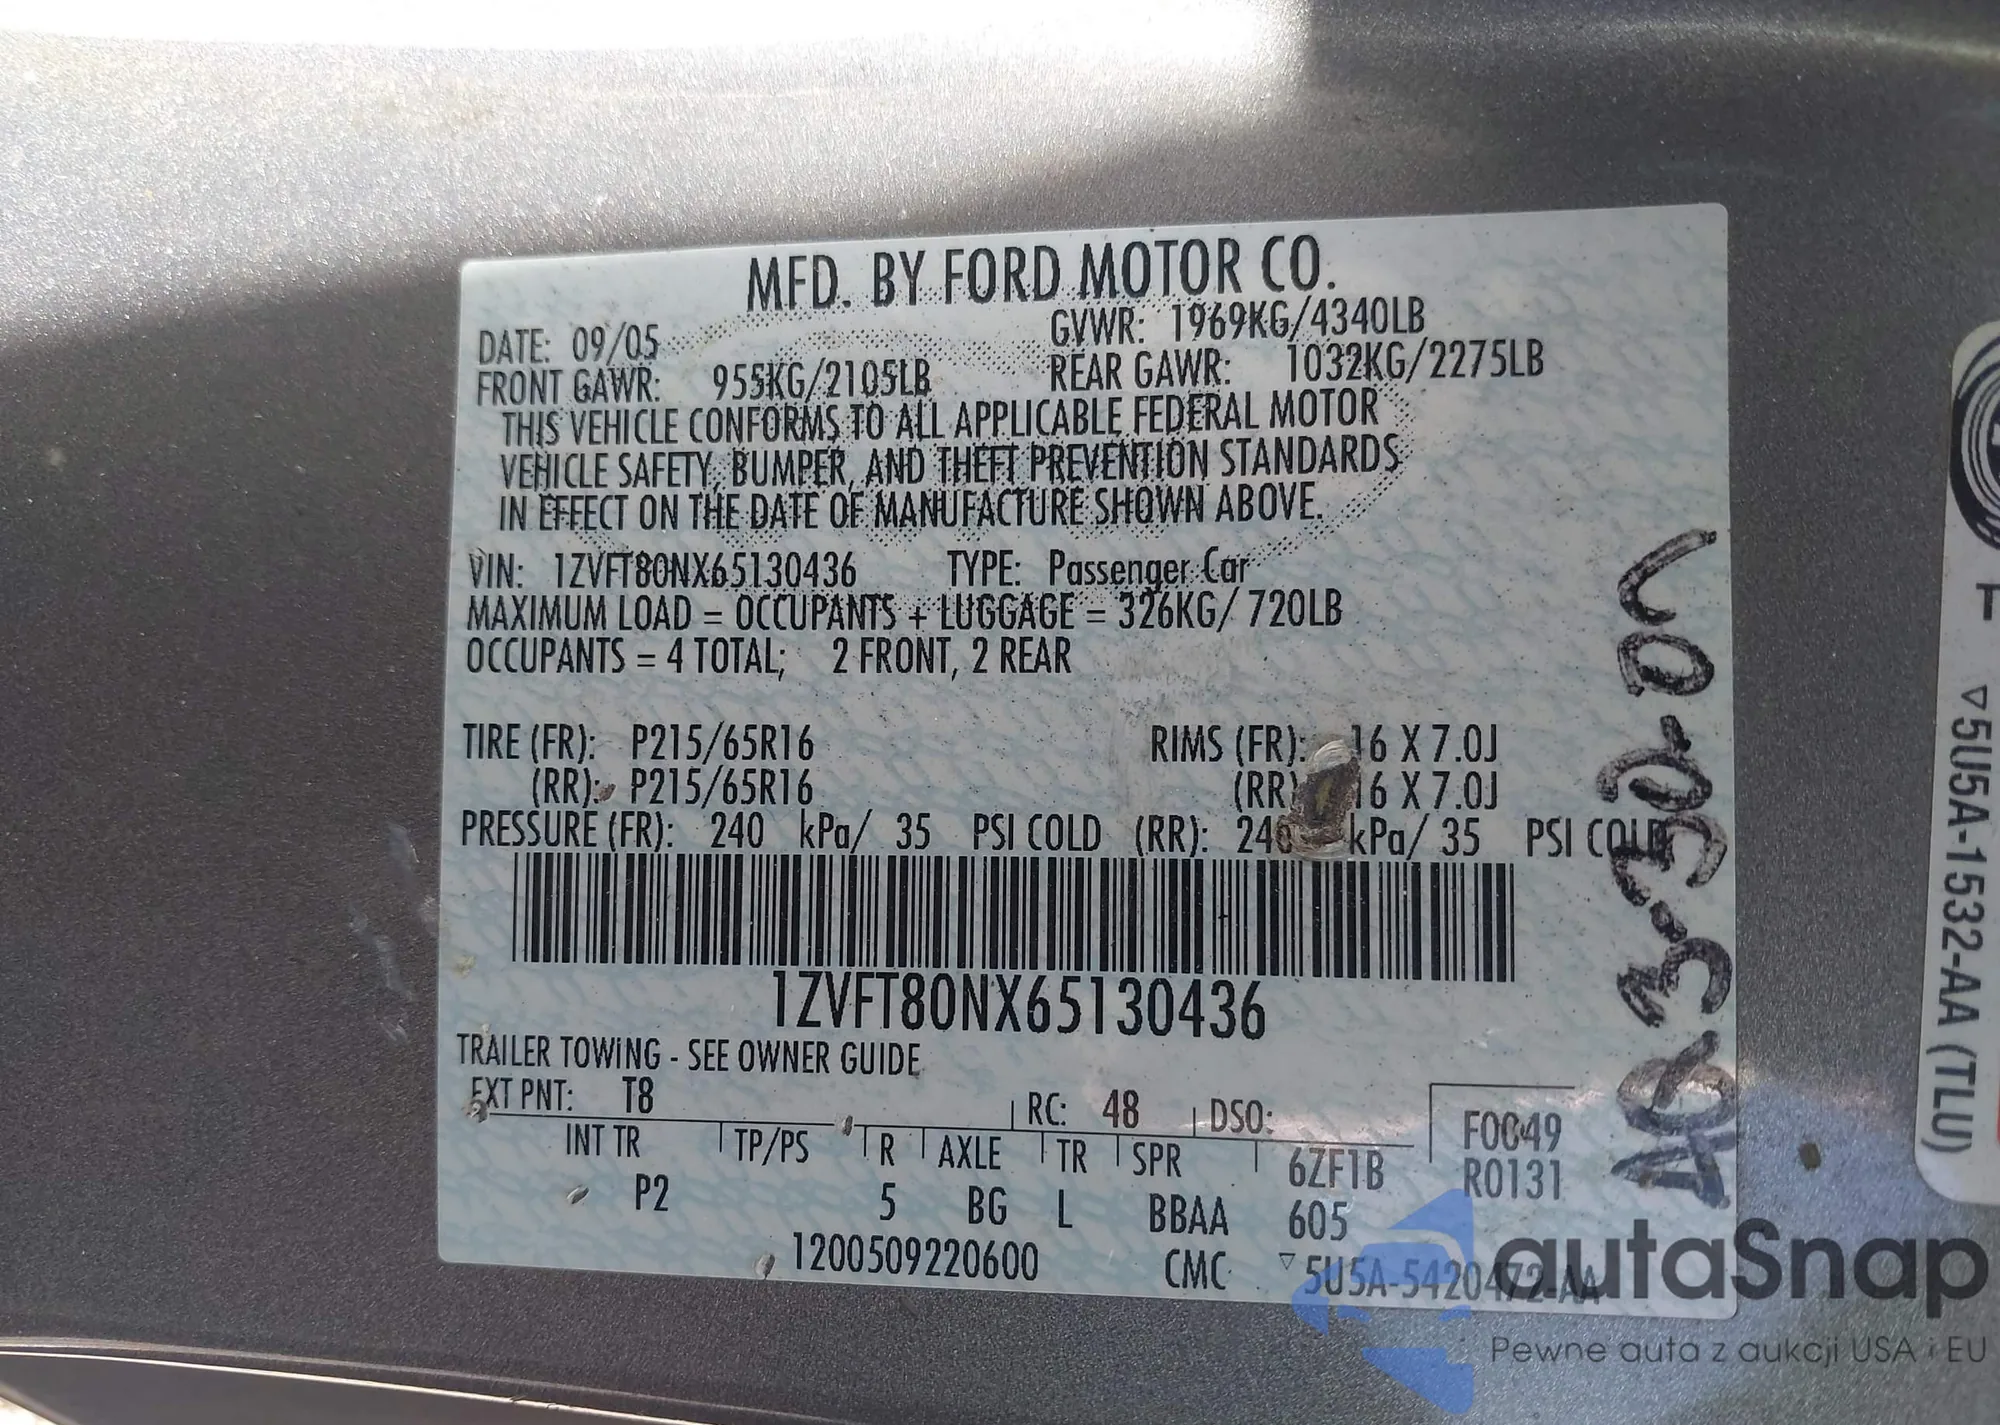 MFD. BY FORD MOTOR CO.
DATE: 09/05 GVWR: 1969KG/4340LB
FRONT GAWR: 955KG/2105LB REAR GAWR: 1032KG/2275LB
THIS VEHICLE CONFORMS TO ALL APPLICABLE FEDERAL MOTOR
VEHICLE SAFETY, BUMPER, AND THEFT PREVENTION STANDARDS
IN EFFECT ON THE DATE OF MANUFACTURE SHOWN ABOVE.
VIN: 1ZVFT80NX65130436 TYPE: Passenger Car
MAXIMUM LOAD = OCCUPANTS + LUGGAGE = 326KG/ 720LB
OCCUPANTS = 4 TOTAL; 2 FRONT, 2 REAR
TIRE (FR): P215/65R16 RIMS (FR): 16 X 7.0J
(RR): P215/65R16 (RR) 16 X 7.0J
PRESSURE (FR): 240 kPa/ 35 PSI COLD (RR): 240 kPa/ 35 PSI COLD
1ZVFT80NX65130436
TRAILER TOWING - SEE OWNER GUIDE
EXT PNT: T8 RC: 48 DSO:
INT TR TP/PS R AXLE TR SPR 6ZF1B
P2 5 BG L BBAA 605
F0049
R0131
1200509220600 CMC ▽5U5A-5420472-AA
▽5U5A-1532-AA (TLU)
autaSnap
Pewne auta z aukcji USA i EU